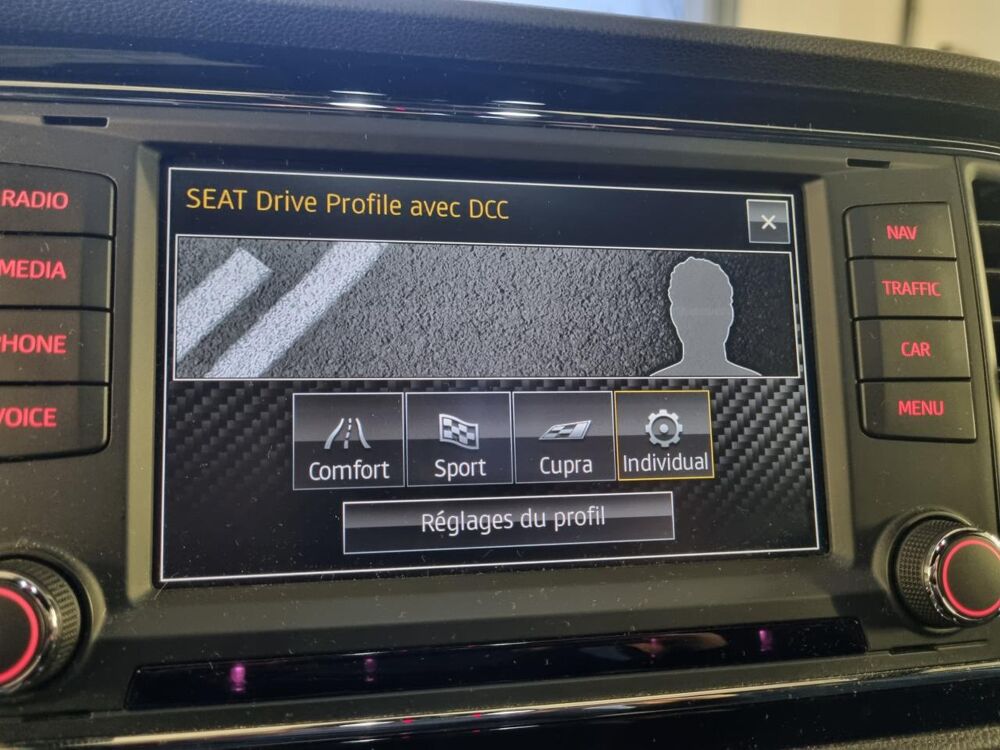 SEAT Drive Profile avec DCC
RADIO
MEDIA
PHONE
VOICE
Comfort
Sport
Cupra
Individual
Réglages du profil
NAV
TRAFFIC
CAR
MENU